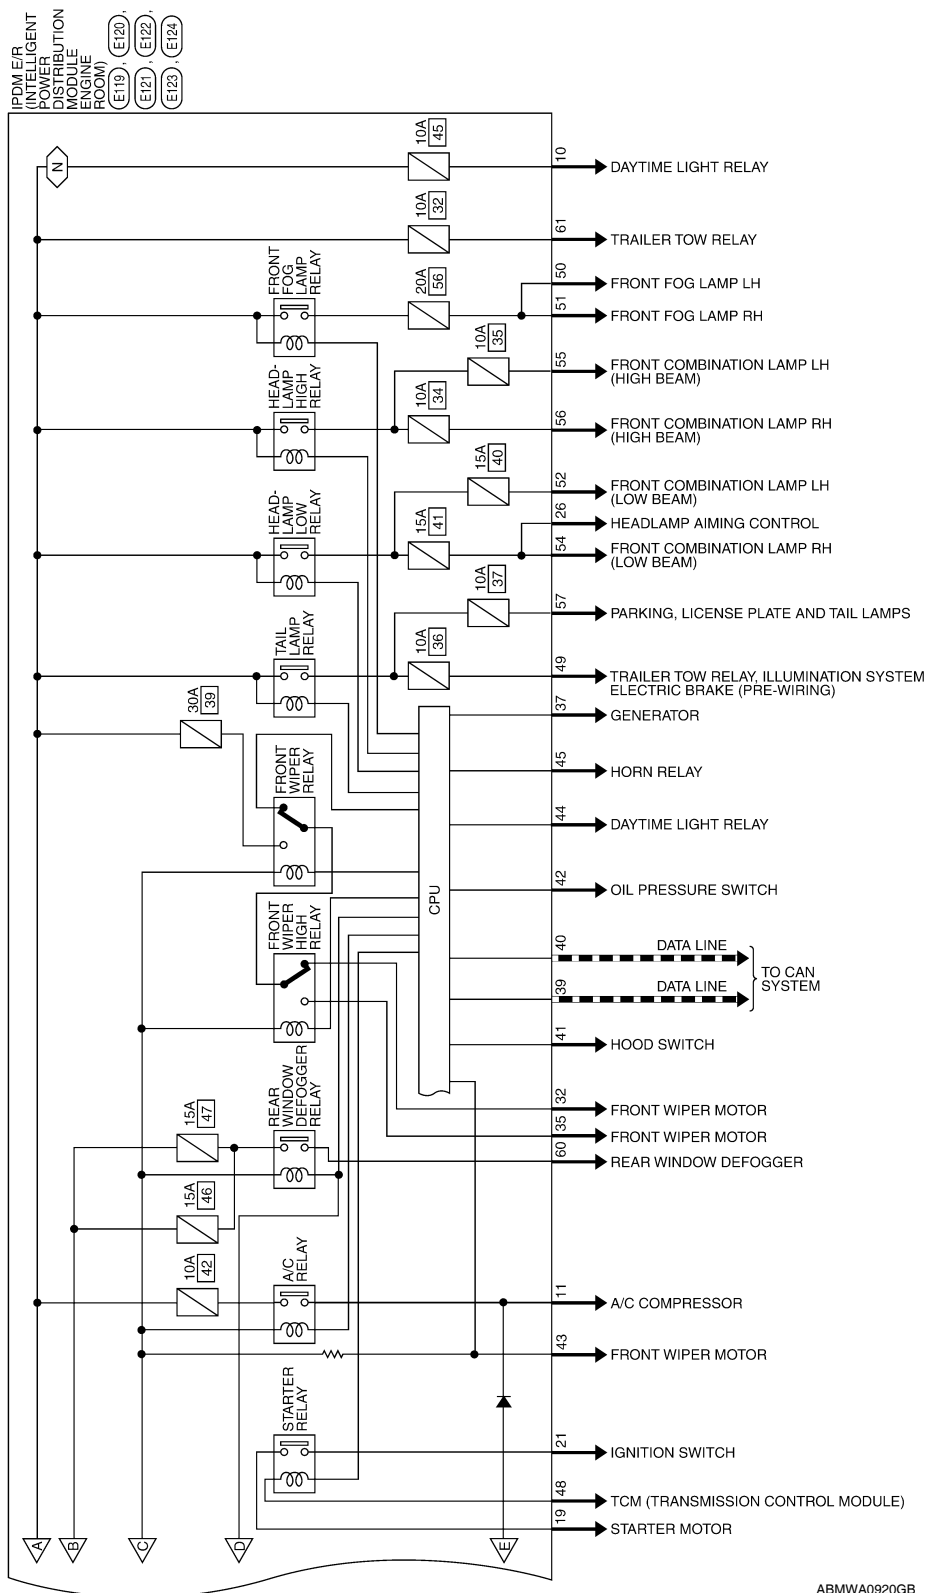 IPDM E/R
(INTELLIGENT
POWER
DISTRIBUTION
MODULE
ENGINE
ROOM)
E119 , E120 ,
E121 , E122 ,
E123 , E124
N
10A
45
10
DAYTIME LIGHT RELAY
10A
32
61
TRAILER TOW RELAY
FRONT
FOG
LAMP
RELAY
20A
56
50
FRONT FOG LAMP LH
51
FRONT FOG LAMP RH
10A
35
55
FRONT COMBINATION LAMP LH
(HIGH BEAM)
HEAD-
LAMP
HIGH
RELAY
10A
34
56
FRONT COMBINATION LAMP RH
(HIGH BEAM)
15A
40
52
FRONT COMBINATION LAMP LH
(LOW BEAM)
HEAD-
LAMP
LOW
RELAY
15A
41
26
HEADLAMP AIMING CONTROL
54
FRONT COMBINATION LAMP RH
(LOW BEAM)
10A
37
57
PARKING, LICENSE PLATE AND TAIL LAMPS
TAIL
LAMP
RELAY
10A
36
49
TRAILER TOW RELAY, ILLUMINATION SYSTEM
ELECTRIC BRAKE (PRE-WIRING)
30A
39
37
GENERATOR
FRONT
WIPER
RELAY
45
HORN RELAY
44
DAYTIME LIGHT RELAY
CPU
42
OIL PRESSURE SWITCH
FRONT
WIPER
HIGH
RELAY
40
DATA LINE
39
DATA LINE
TO CAN
SYSTEM
41
HOOD SWITCH
REAR
WINDOW
DEFOGGER
RELAY
15A
47
32
FRONT WIPER MOTOR
35
FRONT WIPER MOTOR
60
REAR WINDOW DEFOGGER
15A
46
10A
42
A/C
RELAY
11
A/C COMPRESSOR
43
FRONT WIPER MOTOR
STARTER
RELAY
21
IGNITION SWITCH
48
TCM (TRANSMISSION CONTROL MODULE)
19
STARTER MOTOR
A
B
C
D
E
ABMWA0920GB